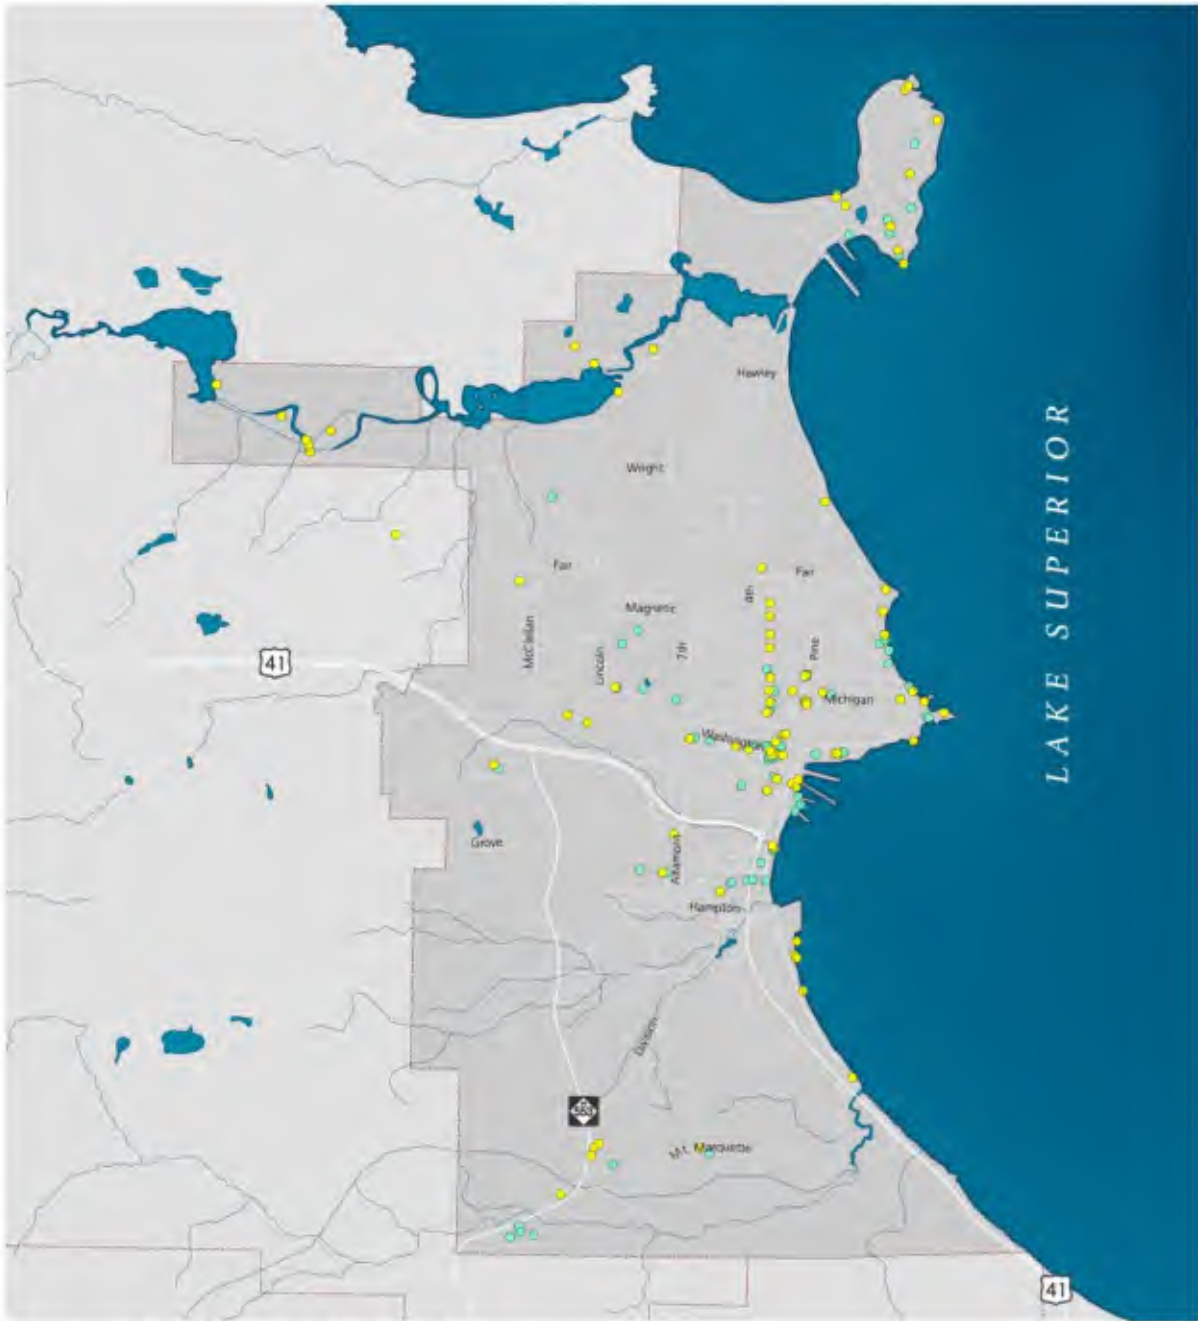 Hawley
Wright
Fair
Fair
4th
Magnetic
McClellan
Lincoln
7th
Pine
41
Michigan
Washington
LAKE SUPERIOR
Grove
Altamont
Hampton
Division
553
Mt. Marquette
41